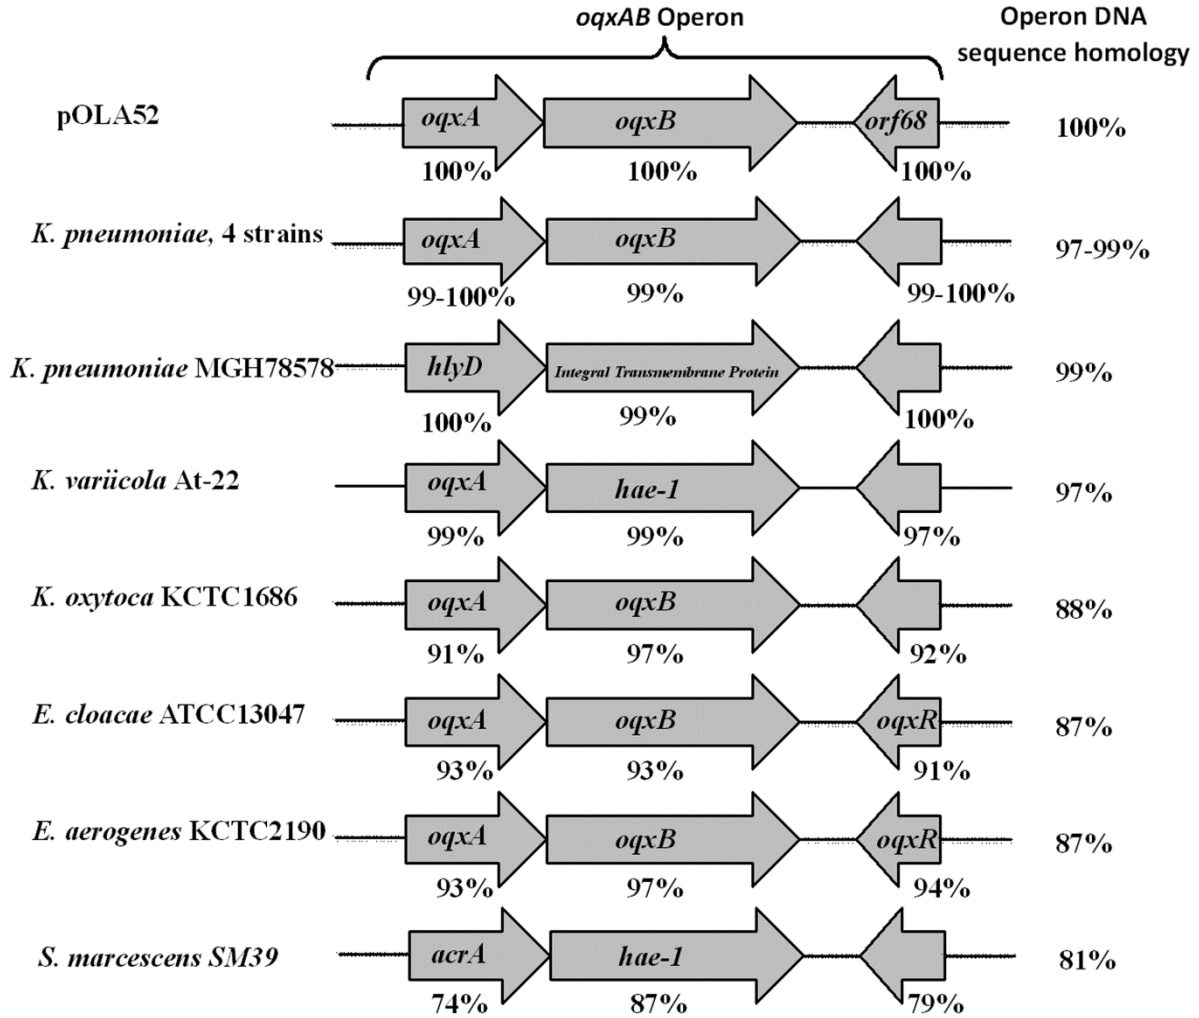 oqxAB Operon
Operon DNA
sequence homology
pOLA52
oqxA
oqxB
orf68
100%
100%
100%
100%
K. pneumoniae, 4 strains
oqxA
oqxB
97-99%
99-100%
99%
99-100%
K. pneumoniae MGH78578
hlyD
Integral Transmembrane Protein
99%
100%
99%
100%
K. variicola At-22
oqxA
hae-1
97%
99%
99%
97%
K. oxytoca KCTC1686
oqxA
oqxB
88%
91%
97%
92%
E. cloacae ATCC13047
oqxA
oqxB
oqxR
87%
93%
93%
91%
E. aerogenes KCTC2190
oqxA
oqxB
oqxR
87%
93%
97%
94%
S. marcescens SM39
acrA
hae-1
81%
74%
87%
79%